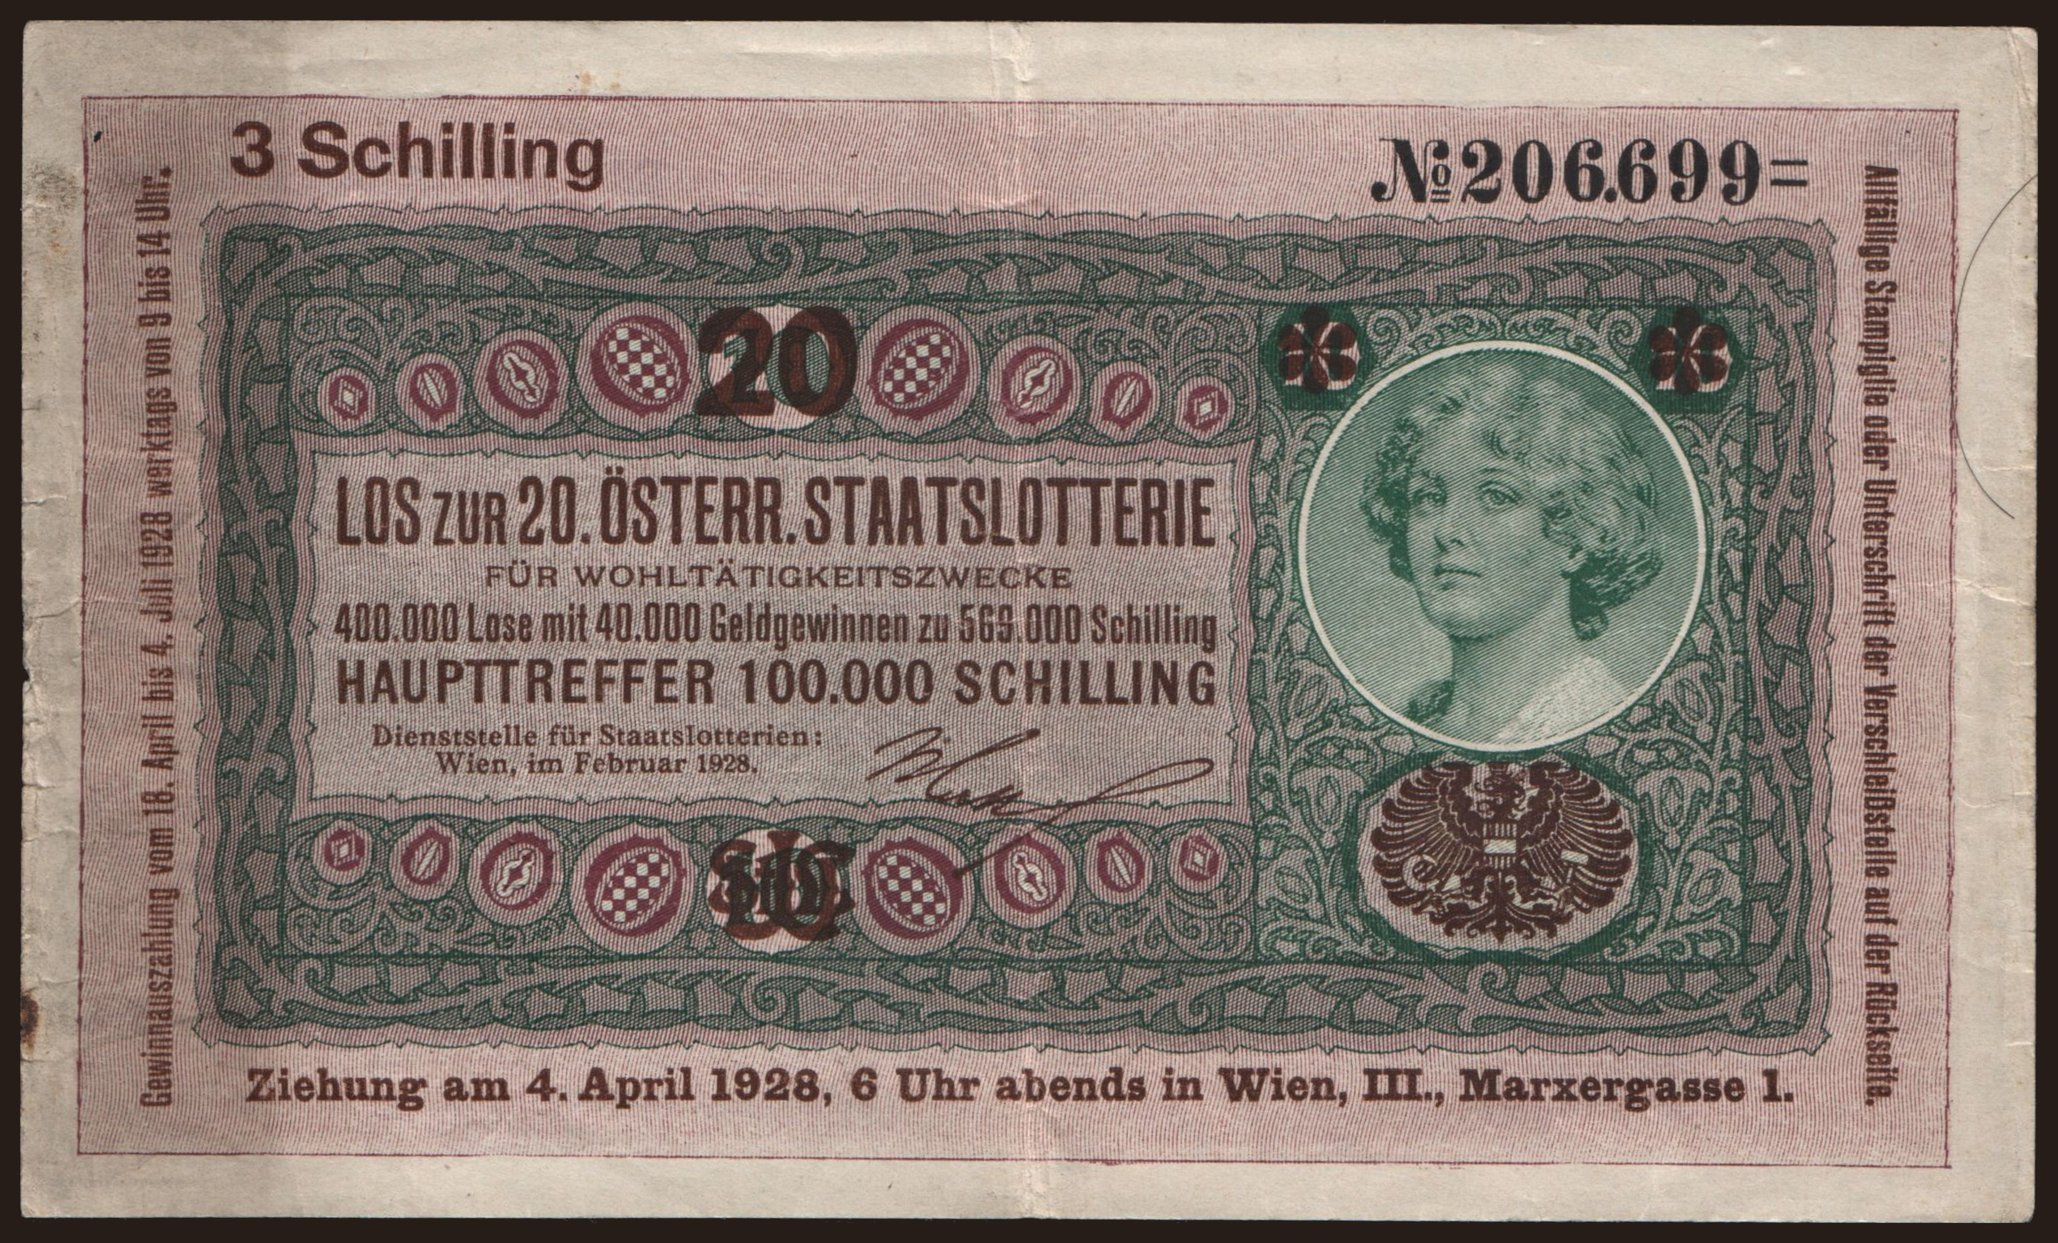 3 Schilling
№ 206.699=
Gewinnauszahlung vom 18. April bis 4. Juli 1928 werktags von 9 bis 14 Uhr.
20
LOS ZUR 20. ÖSTERR. STAATSLOTTERIE
FÜR WOHLTÄTIGKEITSZWECKE
400.000 Lose mit 40.000 Geldgewinnen zu 569.000 Schilling
HAUPTTREFFER 100.000 SCHILLING
Dienststelle für Staatslotterien:
Wien, im Februar 1928.
Ziehung am 4. April 1928, 6 Uhr abends in Wien, III., Marxergasse 1.
Allfällige Stampiglie oder Unterschrift der Verschleißstelle auf der Rückseite.